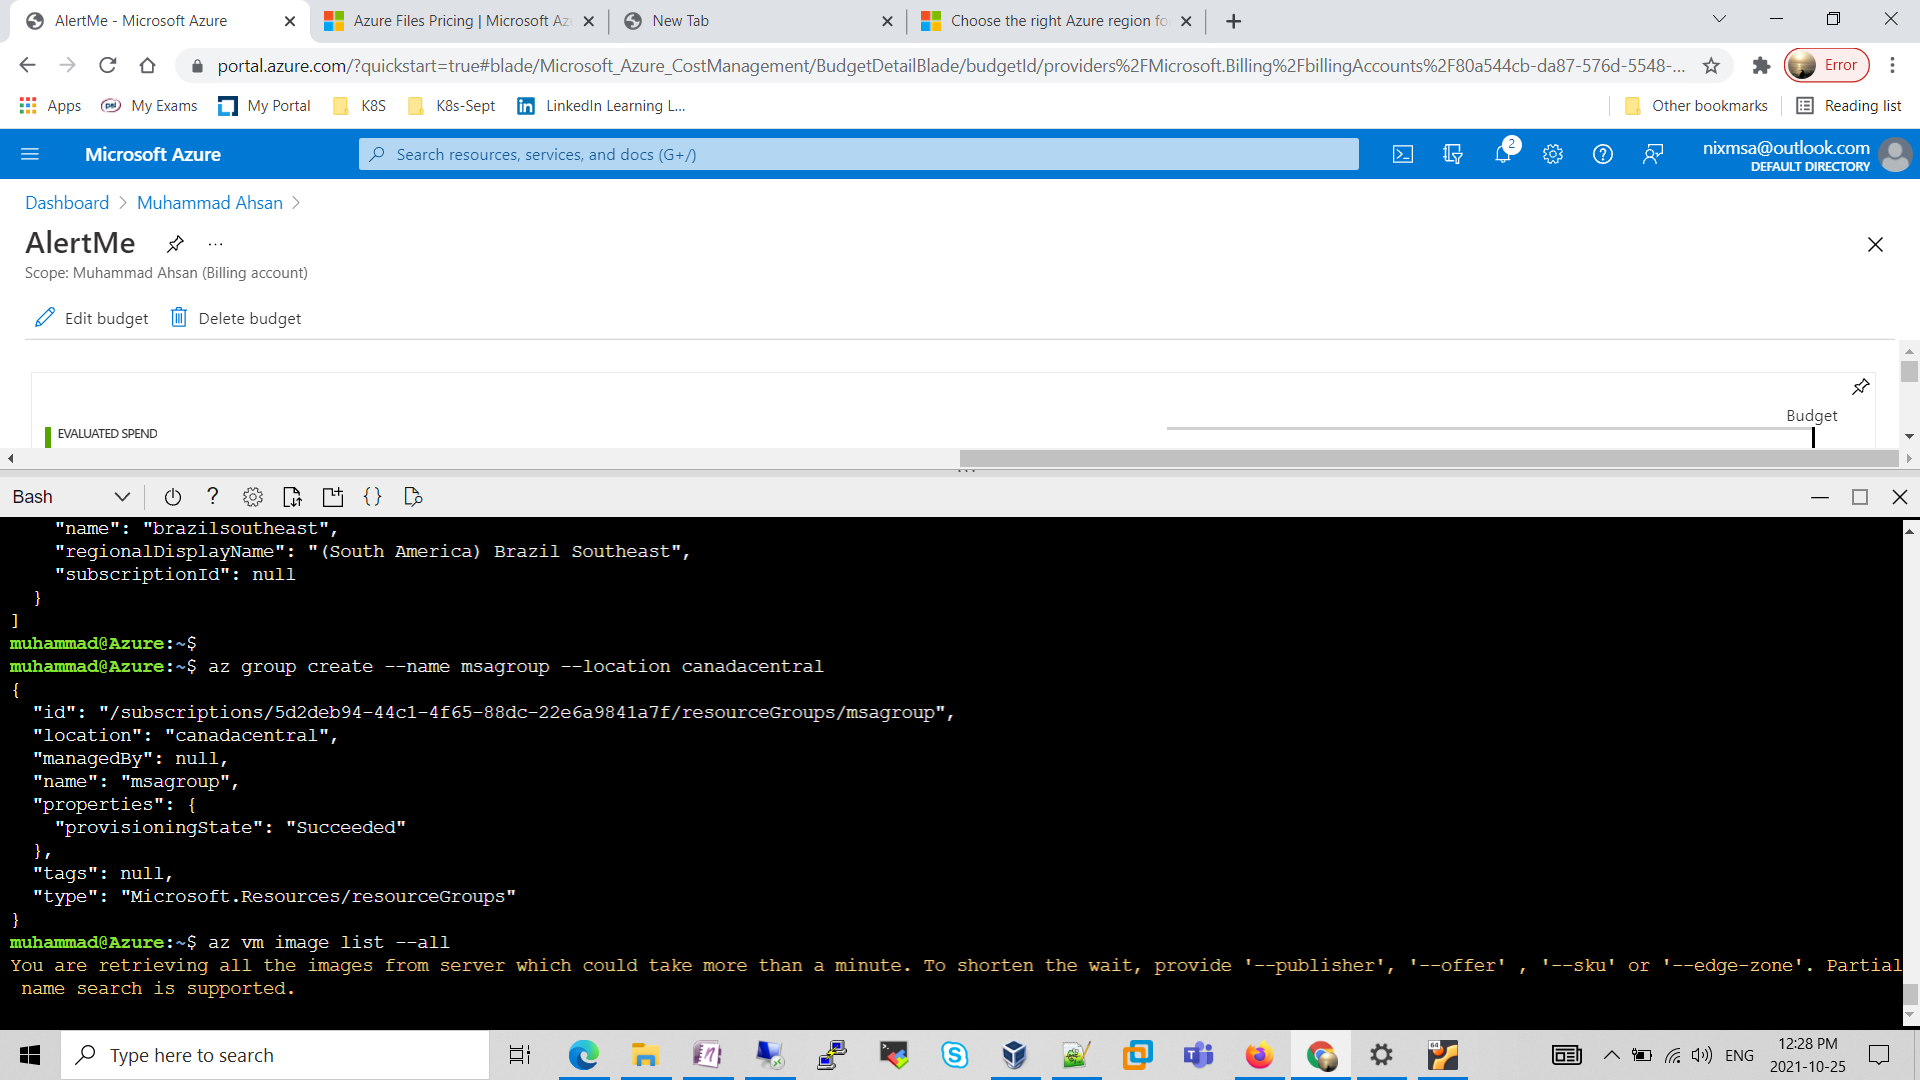 AlertMe - Microsoft Azure
Azure Files Pricing | Microsoft Az
New Tab
Choose the right Azure region fo
portal.azure.com/?quickstart=true#blade/Microsoft_Azure_CostManagement/BudgetDetailBlade/budgetId/providers%2FMicrosoft.Billing%2FbillingAccounts%2F80a544cb-da87-576d-5548-...
Error
Apps
psi
My Exams
My Portal
K8S
K8s-Sept
LinkedIn Learning L...
Other bookmarks
Reading list
Microsoft Azure
Search resources, services, and docs (G+/)
2
nixmsa@outlook.com
DEFAULT DIRECTORY
Dashboard > Muhammad Ahsan >
AlertMe
Scope: Muhammad Ahsan (Billing account)
Edit budget
Delete budget
Budget
EVALUATED SPEND
Bash
"name": "brazilsoutheast",
"regionalDisplayName": "(South America) Brazil Southeast",
"subscriptionId": null
}
]
muhammad@Azure:~$
muhammad@Azure:~$ az group create --name msagroup --location canadacentral
{
"id": "/subscriptions/5d2deb94-44c1-4f65-88dc-22e6a9841a7f/resourceGroups/msagroup",
"location": "canadacentral",
"managedBy": null,
"name": "msagroup",
"properties": {
"provisioningState": "Succeeded"
},
"tags": null,
"type": "Microsoft.Resources/resourceGroups"
}
muhammad@Azure:~$ az vm image list --all
You are retrieving all the images from server which could take more than a minute. To shorten the wait, provide '--publisher', '--offer' , '--sku' or '--edge-zone'. Partial
name search is supported.
Type here to search
64
ENG
12:28 PM
2021-10-25